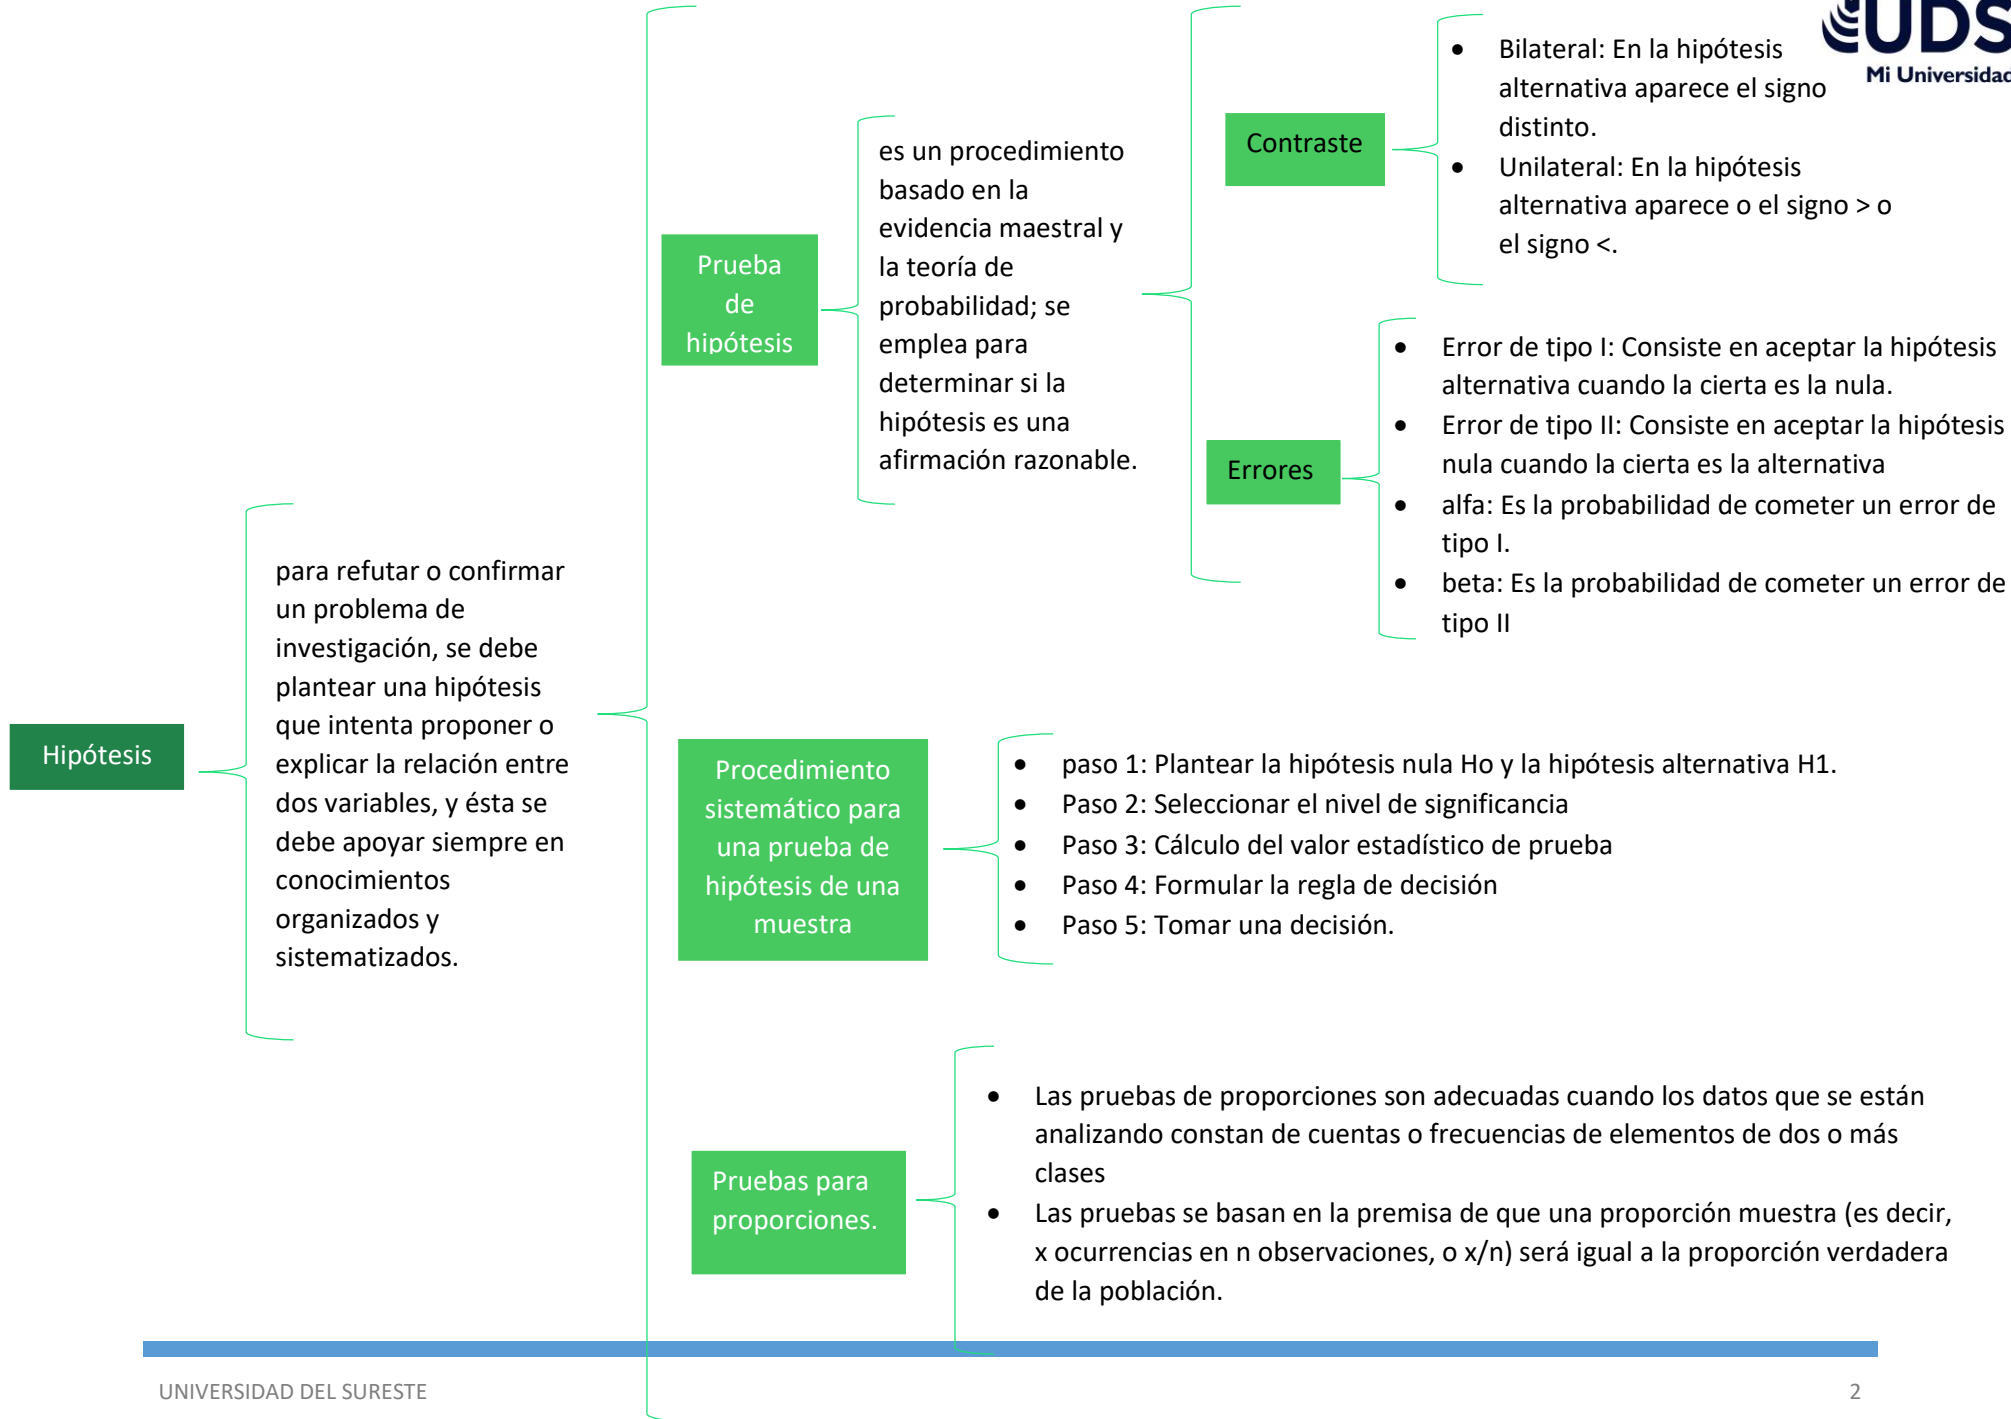 UDS
Mi Universidad
Hipótesis
para refutar o confirmar
un problema de
investigación, se debe
plantear una hipótesis
que intenta proponer o
explicar la relación entre
dos variables, y ésta se
debe apoyar siempre en
conocimientos
organizados y
sistematizados.
Prueba
de
hipótesis
es un procedimiento
basado en la
evidencia maestral y
la teoría de
probabilidad; se
emplea para
determinar si la
hipótesis es una
afirmación razonable.
Contraste
• Bilateral: En la hipótesis
alternativa aparece el signo
distinto.
• Unilateral: En la hipótesis
alternativa aparece o el signo > o
el signo <.
Errores
• Error de tipo I: Consiste en aceptar la hipótesis
alternativa cuando la cierta es la nula.
• Error de tipo II: Consiste en aceptar la hipótesis
nula cuando la cierta es la alternativa
• alfa: Es la probabilidad de cometer un error de
tipo I.
• beta: Es la probabilidad de cometer un error de
tipo II
Procedimiento
sistemático para
una prueba de
hipótesis de una
muestra
• paso 1: Plantear la hipótesis nula Ho y la hipótesis alternativa H1.
• Paso 2: Seleccionar el nivel de significancia
• Paso 3: Cálculo del valor estadístico de prueba
• Paso 4: Formular la regla de decisión
• Paso 5: Tomar una decisión.
Pruebas para
proporciones.
• Las pruebas de proporciones son adecuadas cuando los datos que se están
analizando constan de cuentas o frecuencias de elementos de dos o más
clases
• Las pruebas se basan en la premisa de que una proporción muestra (es decir,
x ocurrencias en n observaciones, o x/n) será igual a la proporción verdadera
de la población.
UNIVERSIDAD DEL SURESTE
2